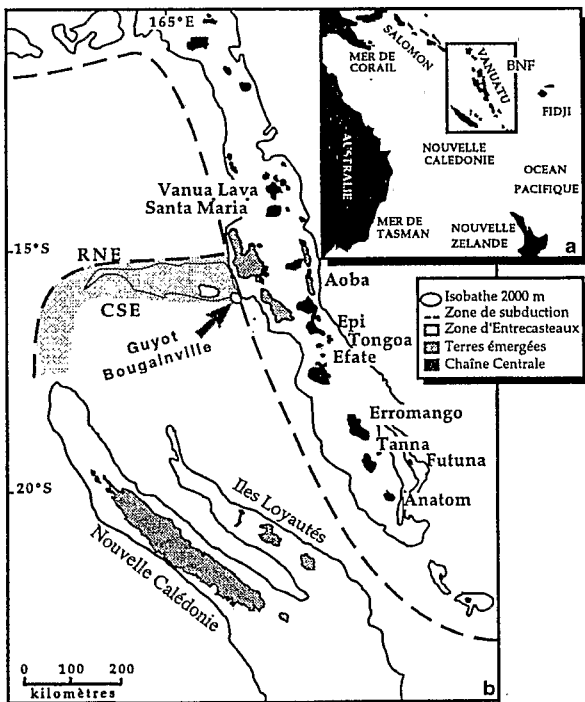 165°E
SALOMON
MER DE
CORAIL
VANUATU
BNF
FIDJI
AUSTRALIE
NOUVELLE
CALEDONIE
OCEAN
PACIFIQUE
MER DE
TASMAN
NOUVELLE
ZELANDE
a
Vanua Lava
Santa Maria
15°S
RNE
CSE
Guyot
Bougainville
Aoba
Epi
Tongoa
Efate
Isobathe 2000 m
Zone de subduction
Zone d'Entrecasteaux
Terres émergées
Chaîne Centrale
Erromango
Tanna
Futuna
Anatom
20°S
Iles Loyautés
Nouvelle Calédonie
0 100 200
kilomètres
b